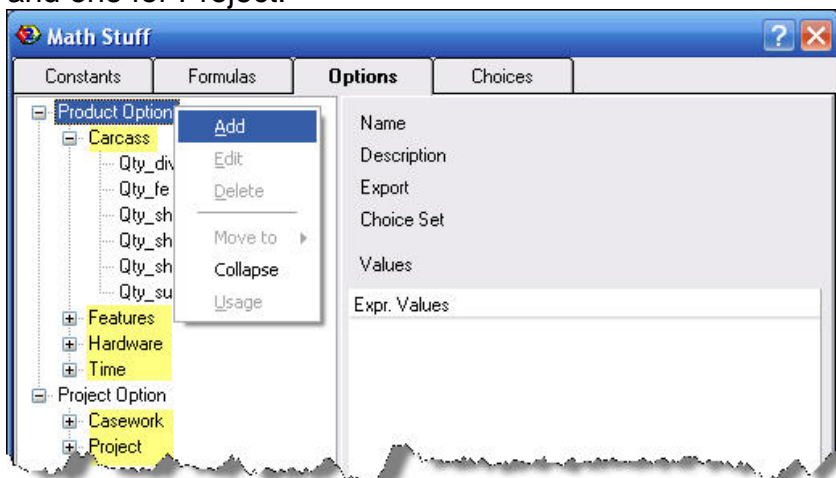 and one for Project.
Math Stuff
Constants Formulas Options Choices
Product Option
Carcass
Qty_div
Qty_fe
Qty_sh
Qty_sh
Qty_sh
Qty_su
Features
Hardware
Time
Project Option
Casework
Project
Add
Edit
Delete
Move to
Collapse
Usage
Name
Description
Export
Choice Set
Values
Expr. Values